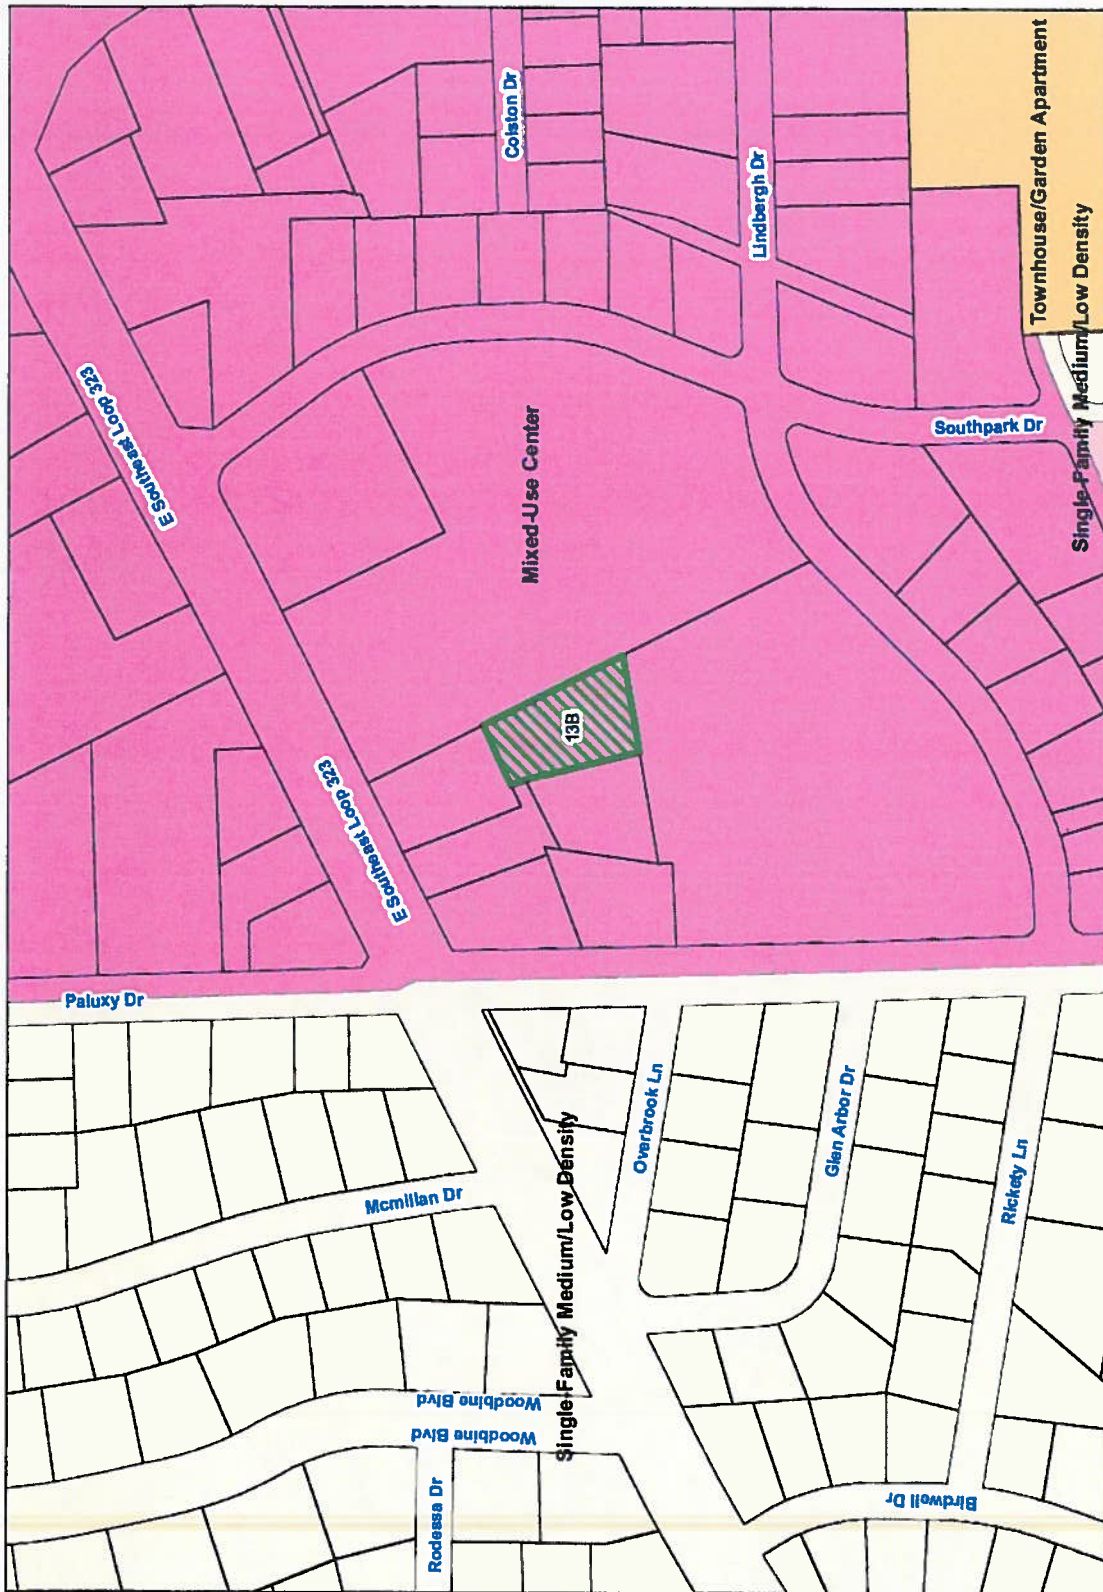 Colston Dr
Townhouse/Garden Apartment
Lindbergh Dr
Single-Family Medium/Low Density
E Southeast Loop 323
Southpark Dr
Mixed-Use Center
13B
E Southeast Loop 323
Paluxy Dr
Overbrook Ln
Glen Arbor Dr
Rickety Ln
Mcmillan Dr
Single-Family Medium/Low Density
Woodbine Blvd
Woodbine Blvd
Birdwell Dr
Rodessa Dr